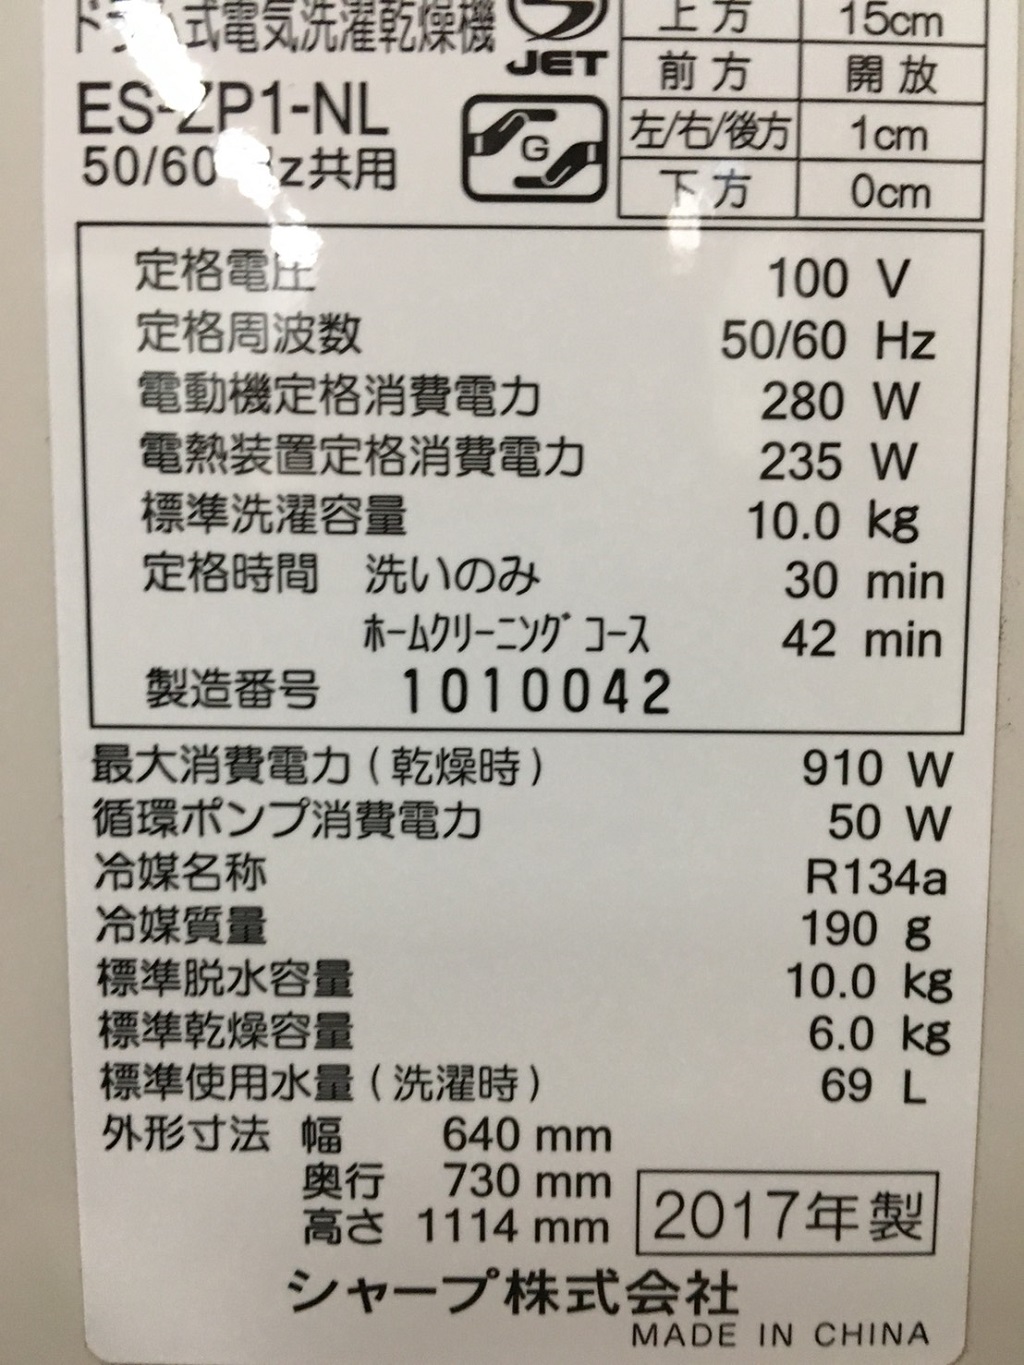 ドラム式電気洗濯乾燥機
JET
ES-ZP1-NL
G
50/60Hz共用
上方 15cm
前方 開放
左/右/後方 1cm
下方 0cm
定格電圧 100 V
定格周波数 50/60 Hz
電動機定格消費電力 280 W
電熱装置定格消費電力 235 W
標準洗濯容量 10.0 kg
定格時間 洗いのみ 30 min
ﾎｰﾑｸﾘｰﾆﾝｸﾞ ｺｰｽ 42 min
製造番号 1010042
最大消費電力(乾燥時) 910 W
循環ポンプ消費電力 50 W
冷媒名称 R134a
冷媒質量 190 g
標準脱水容量 10.0 kg
標準乾燥容量 6.0 kg
標準使用水量(洗濯時) 69 L
外形寸法 幅 640 mm
奥行 730 mm
高さ 1114 mm
2017年製
シャープ株式会社
MADE IN CHINA